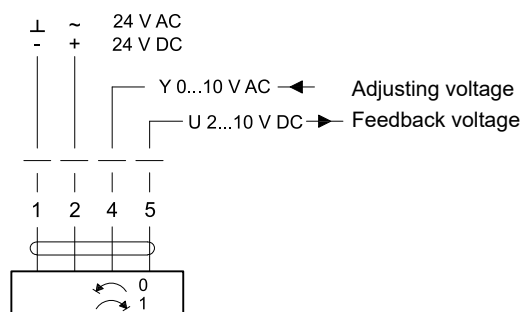 ⊥ ~ 24 V AC
- + 24 V DC
Y 0...10 V AC Adjusting voltage
U 2...10 V DC Feedback voltage
1 2 4 5
0
1